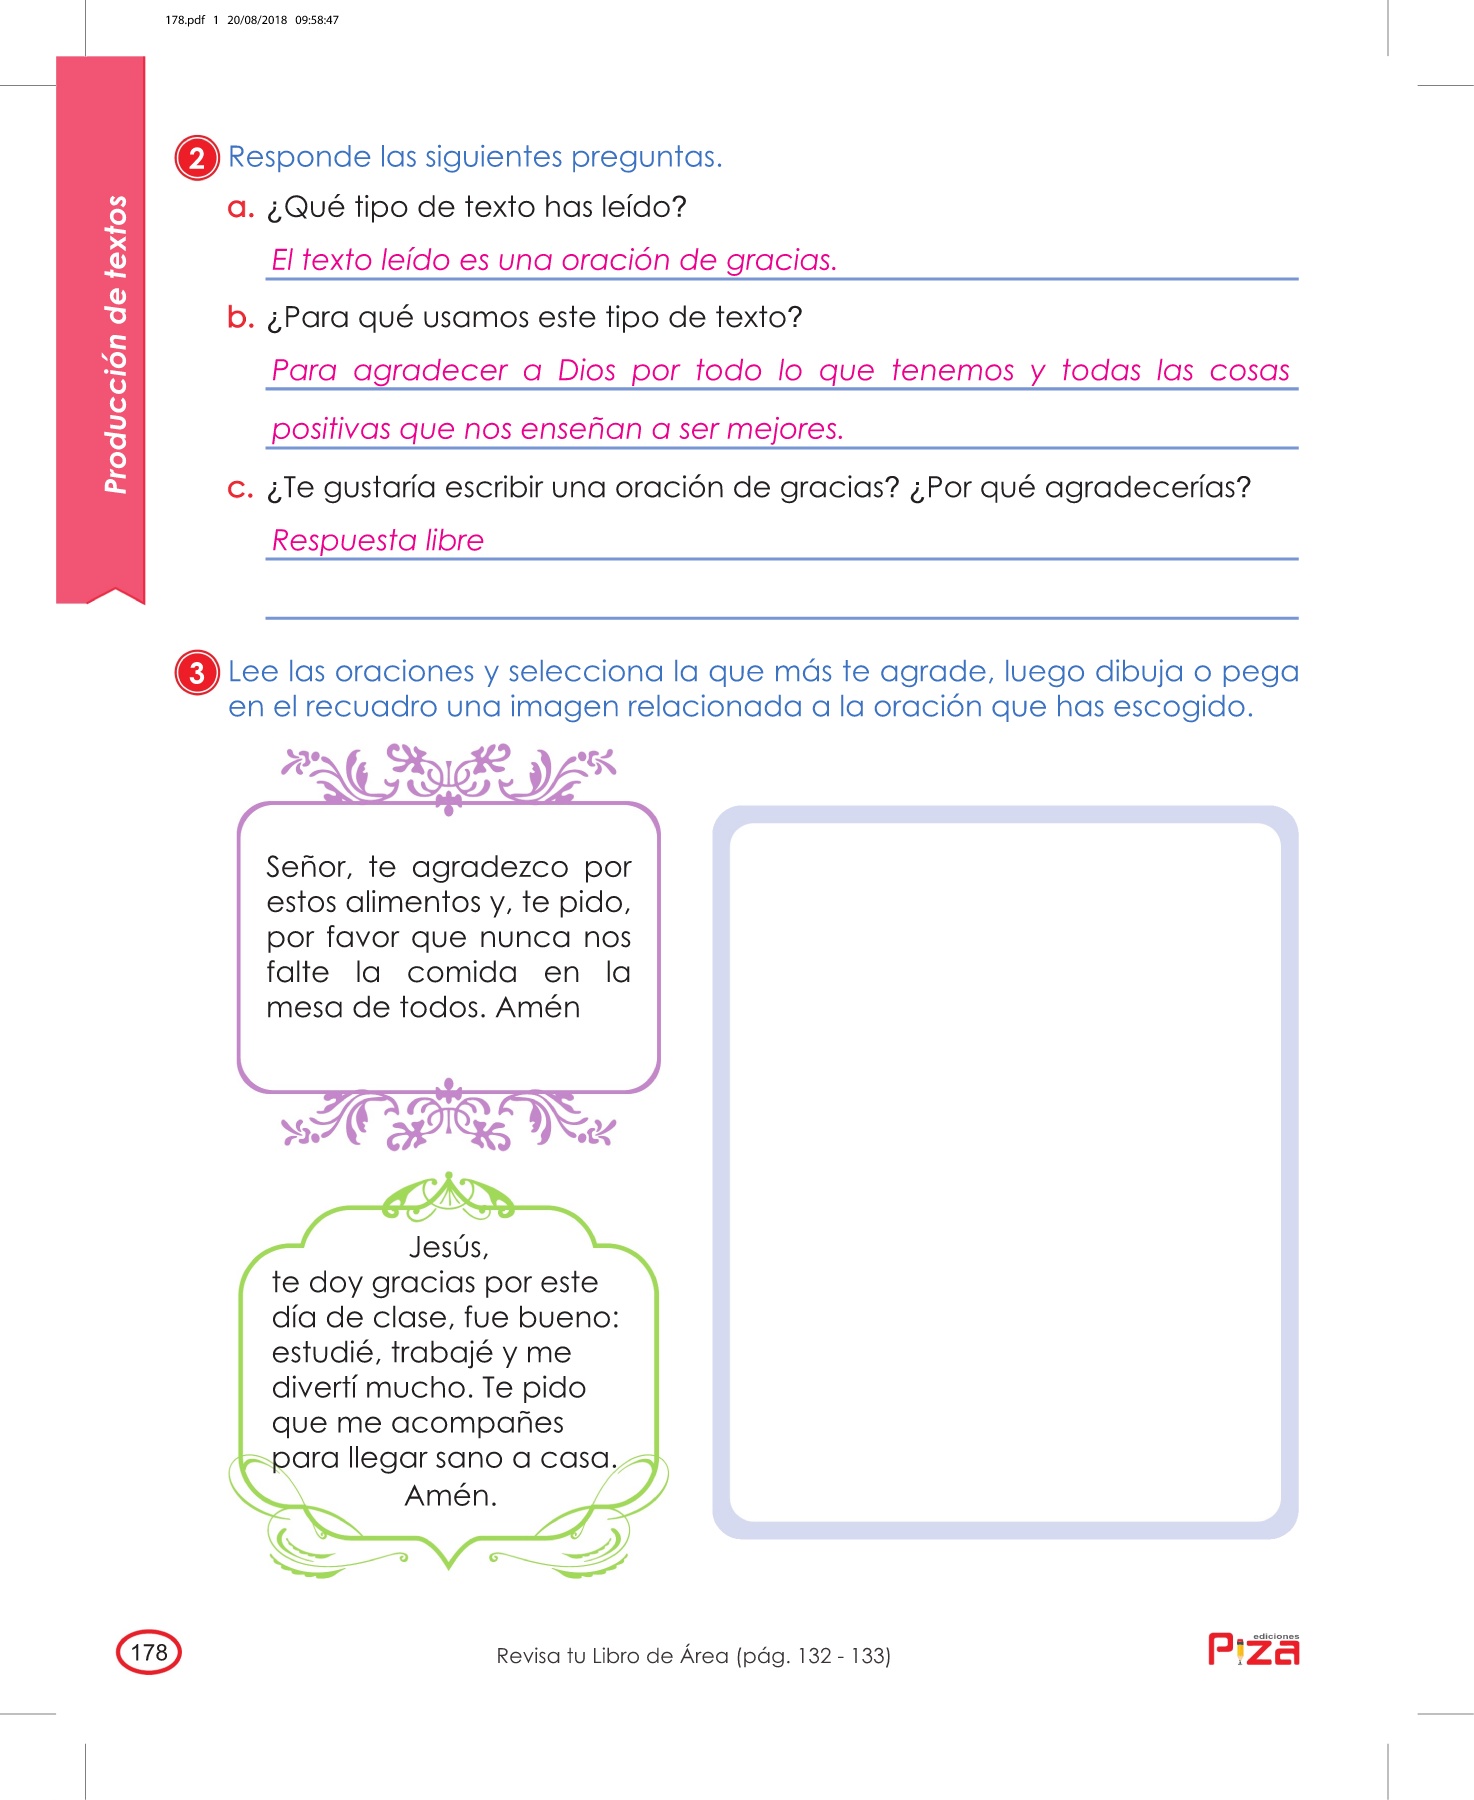 178.pdf 1 20/08/2018 09:58:47
Producción de textos
2 Responde las siguientes preguntas.
a. ¿Qué tipo de texto has leído?
El texto leído es una oración de gracias.
b. ¿Para qué usamos este tipo de texto?
Para agradecer a Dios por todo lo que tenemos y todas las cosas
positivas que nos enseñan a ser mejores.
c. ¿Te gustaría escribir una oración de gracias? ¿Por qué agradecerías?
Respuesta libre
3 Lee las oraciones y selecciona la que más te agrade, luego dibuja o pega
en el recuadro una imagen relacionada a la oración que has escogido.
Señor, te agradezco por
estos alimentos y, te pido,
por favor que nunca nos
falte la comida en la
mesa de todos. Amén
Jesús,
te doy gracias por este
día de clase, fue bueno:
estudié, trabajé y me
divertí mucho. Te pido
que me acompañes
para llegar sano a casa.
Amén.
178
Revisa tu Libro de Área (pág. 132 - 133)
ediciones
Piza